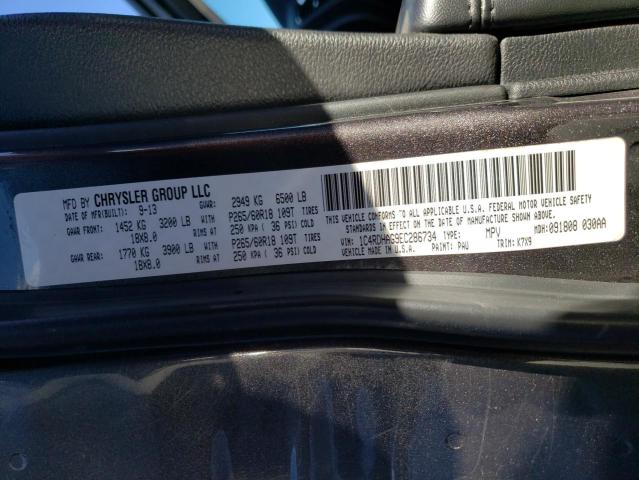 MFD BY CHRYSLER GROUP LLC
DATE OF MFR(BUILT): 9-13 GVWR: 2949 KG 6500 LB
GAWR FRONT: 1452 KG 3200 LB P265/60R18 109T TIRES
18X8.0 RIMS AT 250 KPA ( 36 PSI) COLD
GAWR REAR: 1770 KG 3900 LB P265/60R18 109T TIRES
18X8.0 RIMS AT 250 KPA ( 36 PSI) COLD
THIS VEHICLE CONFORMS TO ALL APPLICABLE U.S.A. FEDERAL MOTOR VEHICLE SAFETY
STANDARDS IN EFFECT ON THE DATE OF MANUFACTURE SHOWN ABOVE.
VIN: 1C4RDHAG9EC286734 TYPE: MPV MDH: 091808 030AA
VEHICLE MADE IN U.S.A. PAINT: PAU TRIM: K7X9